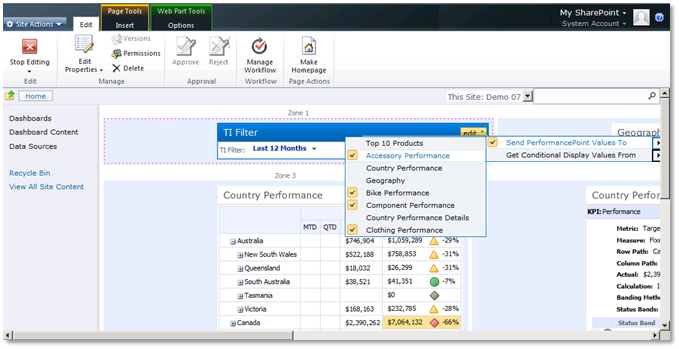 Site Actions
Edit
Page Tools
Insert
Web Part Tools
Options
My SharePoint
System Account
Stop Editing
Edit
Edit Properties
Versions
Permissions
Delete
Manage
Approve
Reject
Approval
Manage Workflow
Workflow
Make Homepage
Page Actions
Home
This Site: Demo 07
Dashboards
Dashboard Content
Data Sources
Recycle Bin
View All Site Content
Zone 1
TI Filter
edit
TI Filter: Last 12 Months
Top 10 Products
Accessory Performance
Country Performance
Geography
Bike Performance
Component Performance
Country Performance Details
Clothing Performance
Send PerformancePoint Values To
Get Conditional Display Values From
Geography
Zone 3
Country Performance
MTD QTD
Australia $746,904 $1,059,289 -29%
New South Wales $522,188 $758,853 -31%
Queensland $18,032 $26,299 -31%
South Australia $38,521 $41,351 -7%
Tasmania $0
Victoria $168,163 $232,785 -28%
Canada $2,390,262 $7,064,132 -66%
Country Perf
KPI: Performance
Metric: Targe
Measure: Fix
Row Path: Ca
Column Path:
Actual: $2,39
Calculation: I
Banding Meth
Status Bands:
Status Band